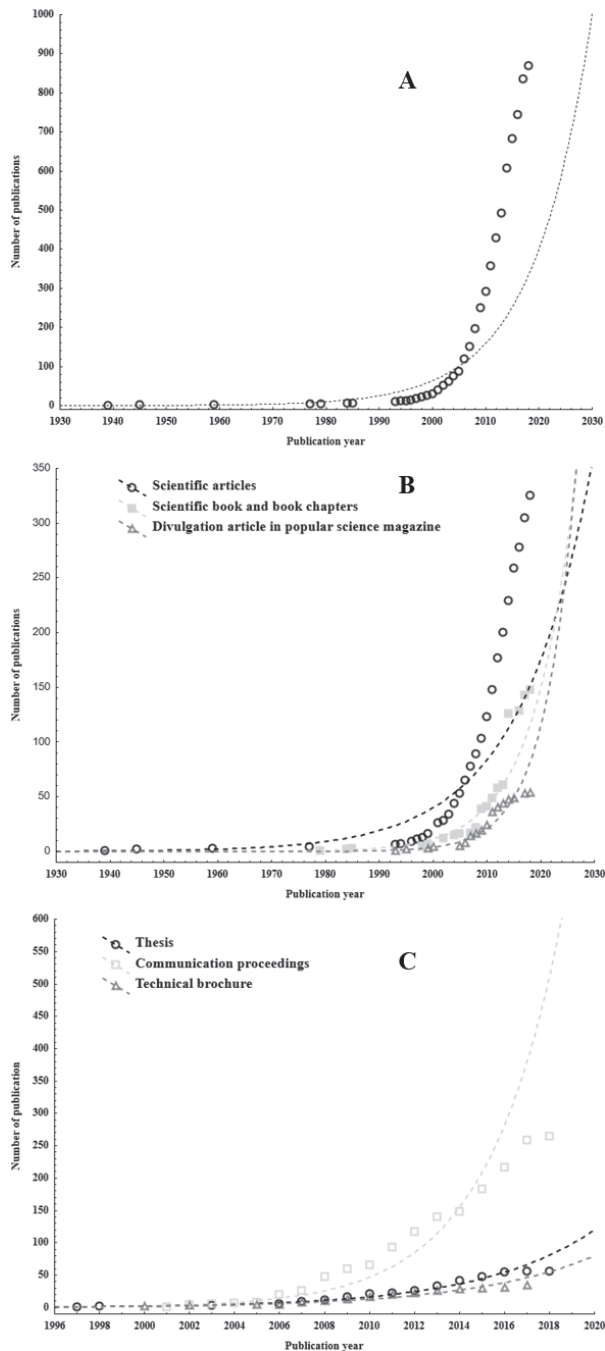 A
Number of publications
1000
900
800
700
600
500
400
300
200
100
0
1930 1940 1950 1960 1970 1980 1990 2000 2010 2020 2030
Publication year
B
Scientific articles
Scientific book and book chapters
Divulgation article in popular science magazine
Number of publications
350
300
250
200
150
100
50
0
1930 1940 1950 1960 1970 1980 1990 2000 2010 2020 2030
Publication year
C
Thesis
Communication proceedings
Technical brochure
Number of publication
600
550
500
450
400
350
300
250
200
150
100
50
0
1996 1998 2000 2002 2004 2006 2008 2010 2012 2014 2016 2018 2020
Publication year